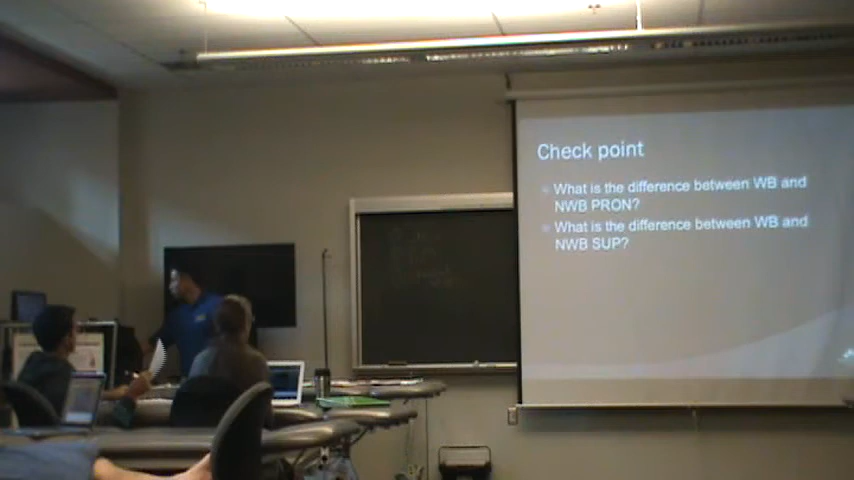 Check point
What is the difference between WB and
NWB PRON?
What is the difference between WB and
NWB SUP?